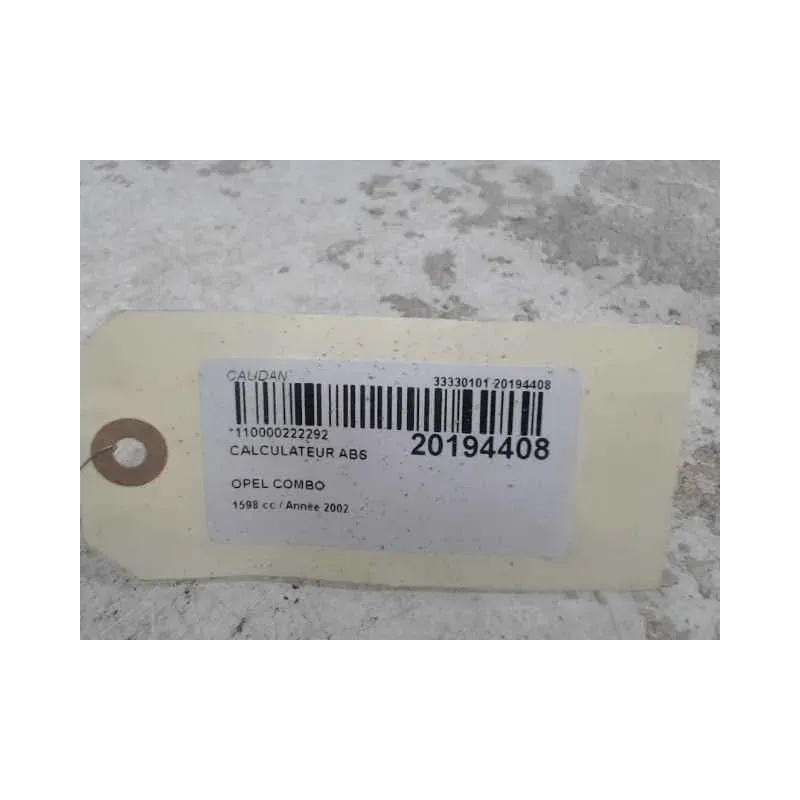 CAUDAN 33330101 20194408
*110000222292 20194408
CALCULATEUR ABS
OPEL COMBO
1598 cc / Année 2002